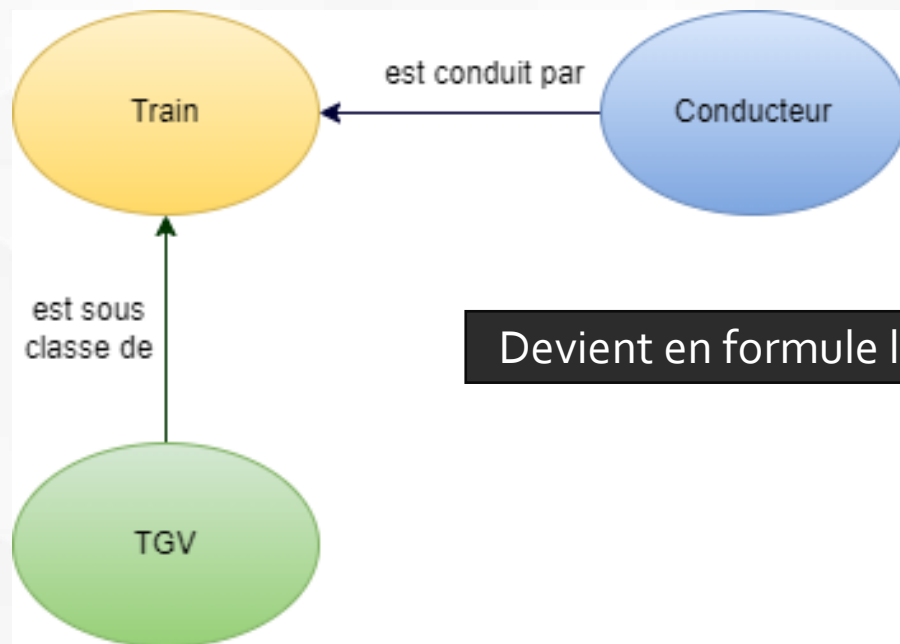 est conduit par
Train
Conducteur
est sous
classe de
Devient en formule l
TGV